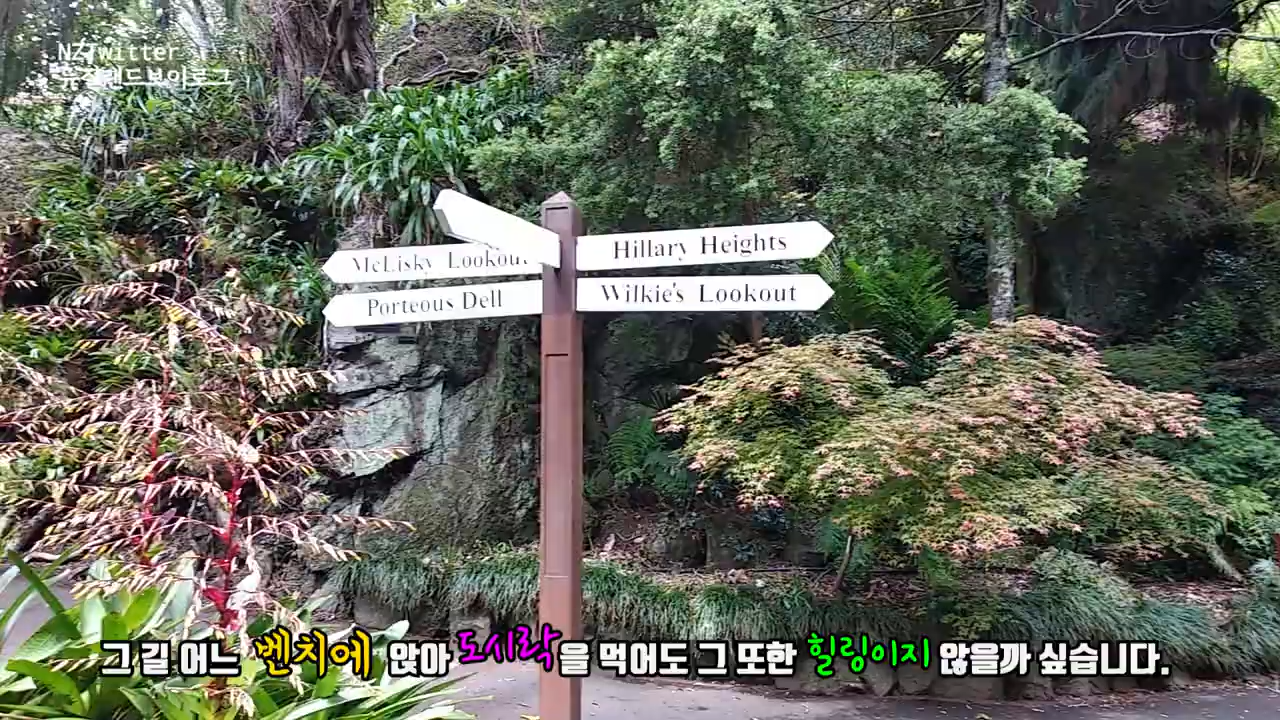 NZTwitter
뉴질랜드브이로그
McLisky Lookout
Porteous Dell
Hillary Heights
Wilkie's Lookout
그 길 어느 벤치에 앉아 도시락을 먹어도 그 또한 힐링이지 않을까 싶습니다.